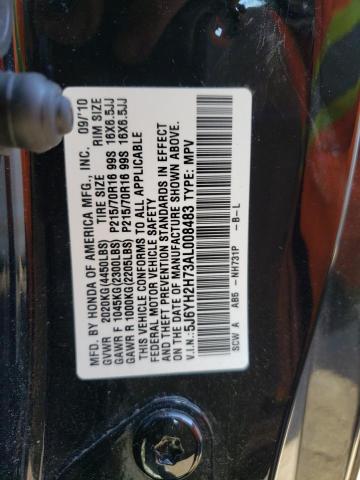 MFD. BY HONDA OF AMERICA MFG., INC. 09/'10
TIRE SIZE RIM SIZE
GVWR 2020KG(4450LBS)
GAWR F 1045KG(2300LBS) P215/70R16 99S 16X6.5JJ
GAWR R 1000KG(2205LBS) P215/70R16 99S 16X6.5JJ
THIS VEHICLE CONFORMS TO ALL APPLICABLE
FEDERAL MOTOR VEHICLE SAFETY
AND THEFT PREVENTION STANDARDS IN EFFECT
ON THE DATE OF MANUFACTURE SHOWN ABOVE.
V.I.N.: 5J6YH2H73AL008483 TYPE: MPV
SCW A AB5 -NH731P -B-L